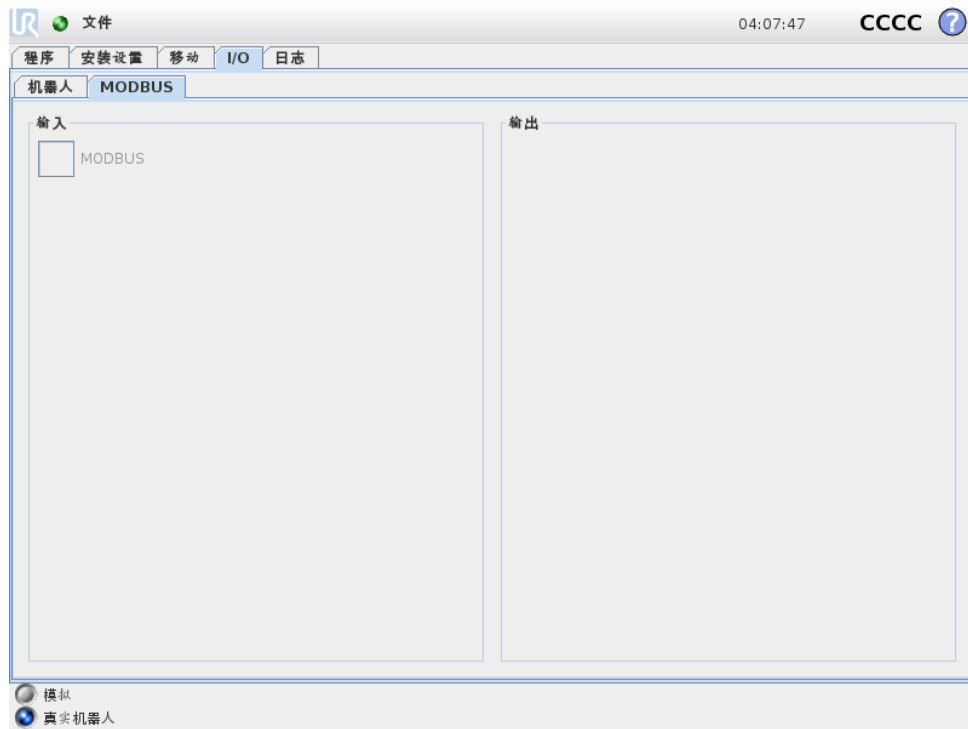 UR 文件 04:07:47 CCCC ?
程序 安装设置 移动 I/O 日志
机器人 MODBUS
输入 输出
MODBUS
模拟
真实机器人